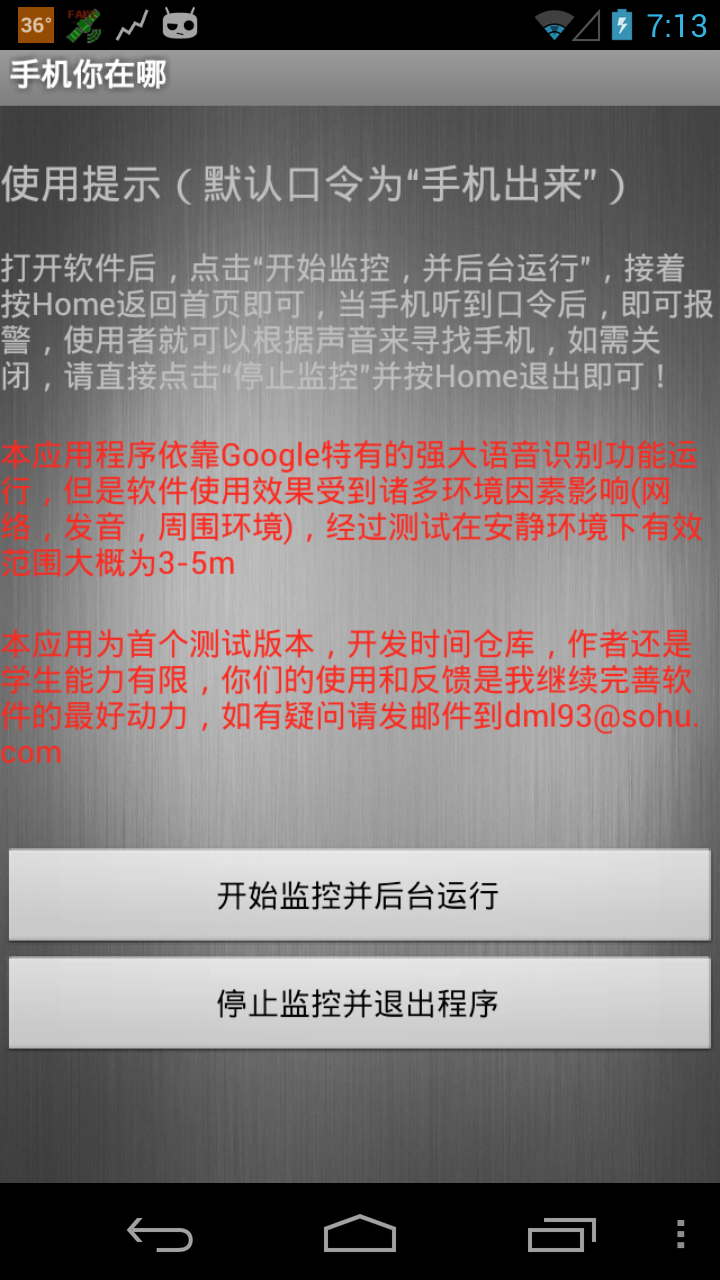 36°
FAKE
7:13
手机你在哪
使用提示（默认口令为“手机出来”）
打开软件后，点击“开始监控，并后台运行”，接着
按Home返回首页即可，当手机听到口令后，即可报
警，使用者就可以根据声音来寻找手机，如需关
闭，请直接点击“停止监控”并按Home退出即可！
本应用程序依靠Google特有的强大语音识别功能运
行，但是软件使用效果受到诸多环境因素影响(网
络，发音，周围环境)，经过测试在安静环境下有效
范围大概为3-5m
本应用为首个测试版本，开发时间仓库，作者还是
学生能力有限，你们的使用和反馈是我继续完善软
件的最好动力，如有疑问请发邮件到dml93@sohu.
com
开始监控并后台运行
停止监控并退出程序